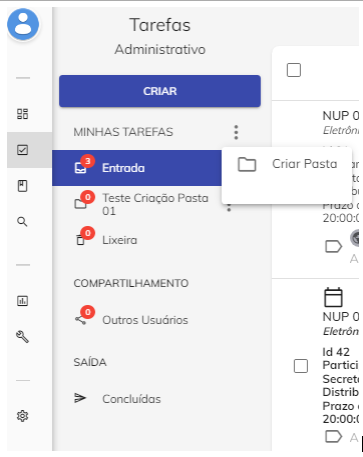 Tarefas
Administrativo
CRIAR
MINHAS TAREFAS
3
Entrada
Criar Pasta
0
Teste Criação Pasta
01
0
Lixeira
COMPARTILHAMENTO
0
Outros Usuários
SAÍDA
Concluídas
NUP 0
Eletrôn
Prazo
20:00:0
A
NUP 0
Eletrôn
Id 42
Partici
Secret
Distrib
Prazo
20:00:0
A